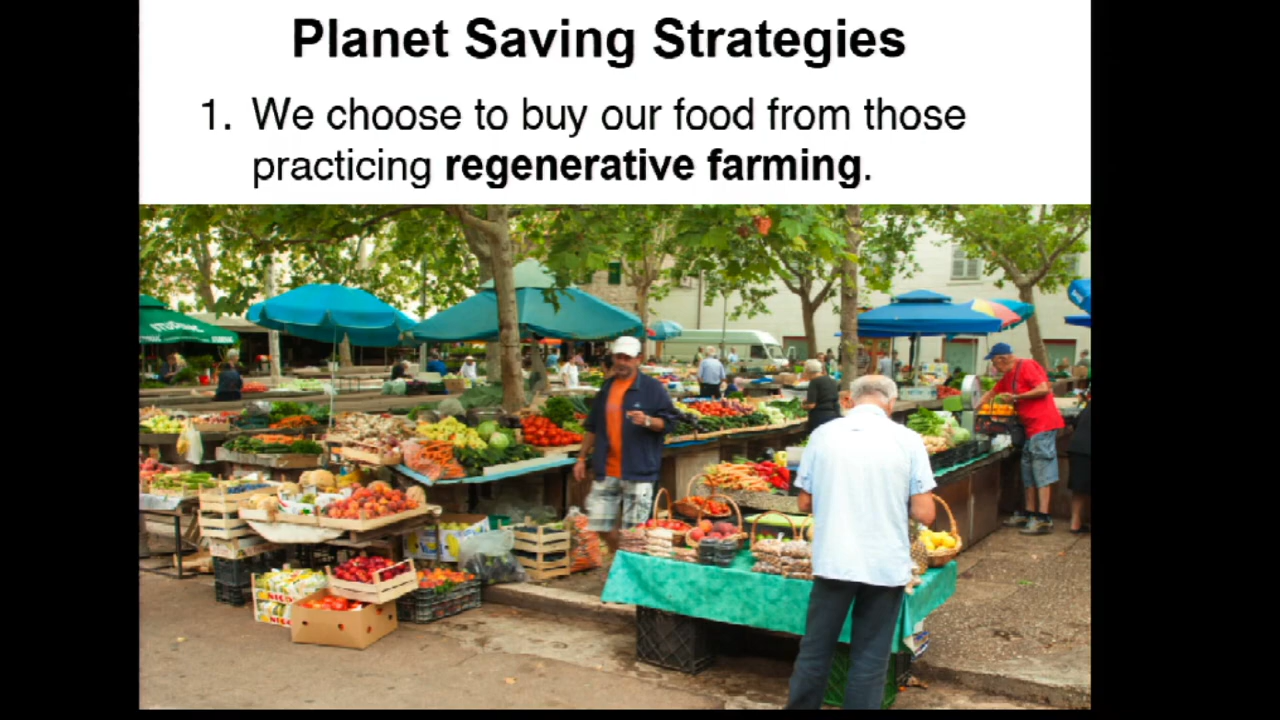 Planet Saving Strategies
1. We choose to buy our food from those
practicing regenerative farming.